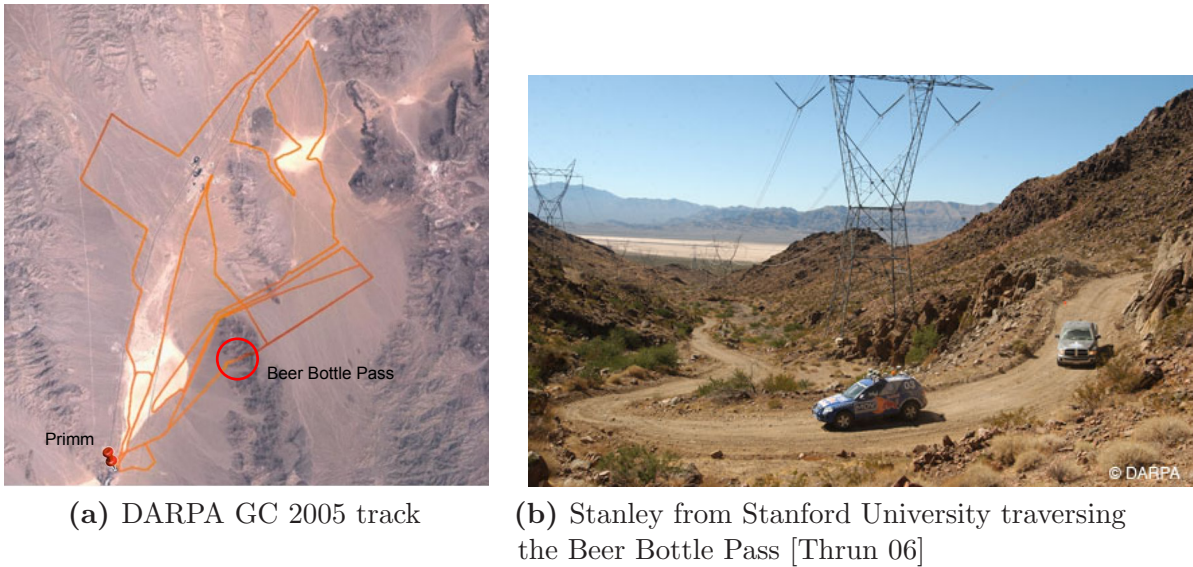 Primm
Beer Bottle Pass
03
© DARPA
(a) DARPA GC 2005 track
(b) Stanley from Stanford University traversing
the Beer Bottle Pass [Thrun 06]